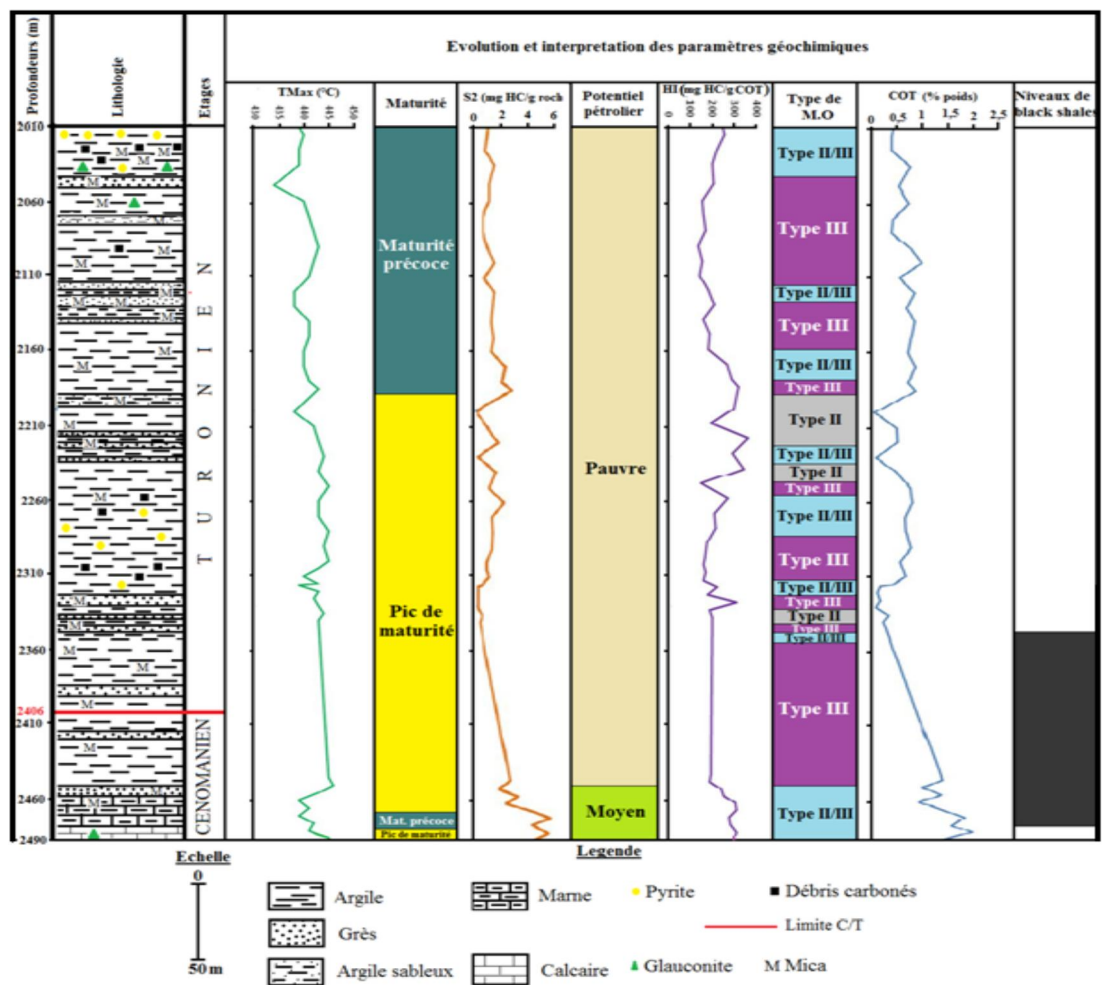 Evolution et interpretation des paramètres géochimiques
Profondeurs (m)
Lithologie
Etages
TMax (°C)
430 435 440 445 450
Maturité
S2 (mg HC/g roch
0 2 4 6
Potentiel
pétrolier
HI (mg HC/g COT)
0 100 200 300 400
Type de
M.O
COT (% poids)
0 0,5 1 1,5 2 2,5
Niveaux de
black shales
2010
2060
2110
2160
2210
2260
2310
2360
2406
2410
2460
2490
TURONIEN
CENOMANIEN
Maturité
précoce
Pic de
maturité
Mat. précoce
Pic de maturité
Pauvre
Moyen
Type II/III
Type III
Type II/III
Type III
Type II/III
Type III
Type II
Type II/III
Type II
Type III
Type II/III
Type III
Type II/III
Type III
Type II
Type III
Type II/III
Type III
Type II/III
Echelle
0
50 m
Legende
Argile
Marne
Pyrite
Débris carbonés
Grès
Limite C/T
Argile sableux
Calcaire
Glauconite
M Mica